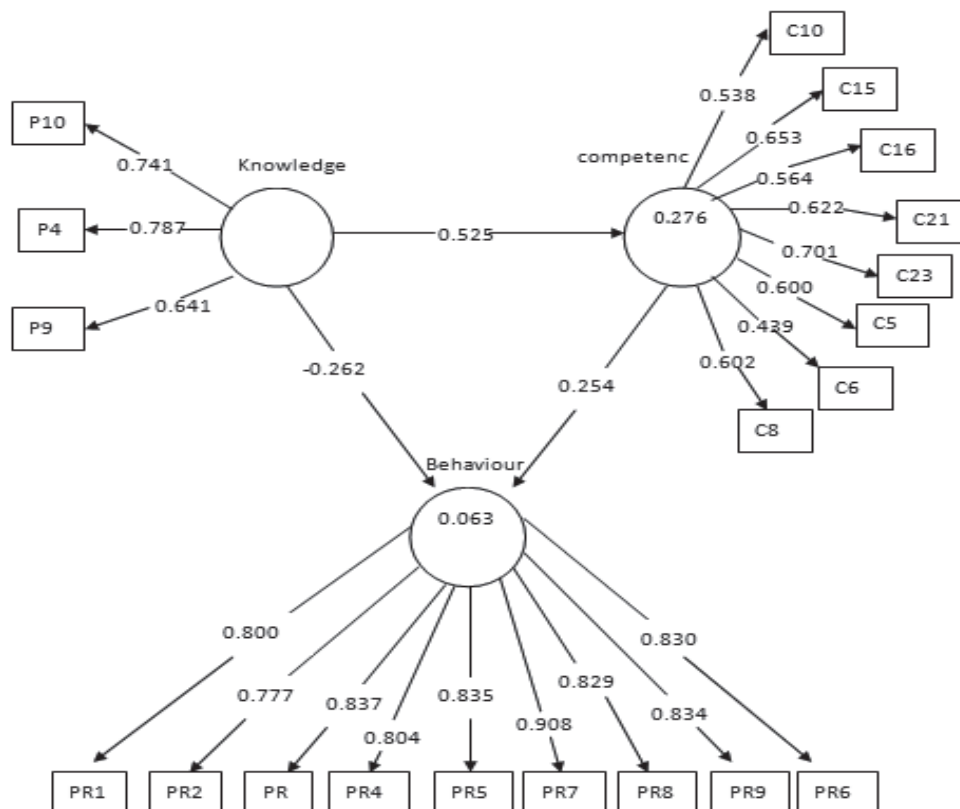 C10
0.538
C15
P10
0.653
0.741
Knowledge
competenc
C16
0.564
0.276
0.622
C21
P4
0.787
0.525
0.701
C23
0.600
P9
0.641
C5
0.439
0.602
-0.262
0.254
C6
C8
Behaviour
0.063
0.800
0.830
0.777
0.837
0.835
0.829
0.804
0.908
0.834
PR1
PR2
PR
PR4
PR5
PR7
PR8
PR9
PR6